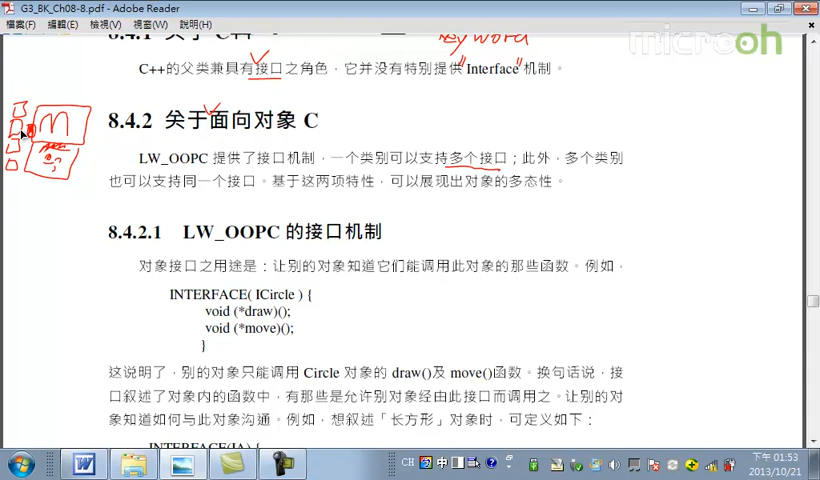 G3_BK_Ch08-8.pdf - Adobe Reader
檔案(F) 編輯(E) 檢視(V) 視窗(W) 說明(H)
8.4.1 关于 C++
keyword
microoh
C++的父类兼具有接口之角色，它并没有特别提供"Interface"机制。
8.4.2 关于面向对象 C
LW_OOPC 提供了接口机制，一个类别可以支持多个接口；此外，多个类别
也可以支持同一个接口。基于这两项特性，可以展现出对象的多态性。
8.4.2.1 LW_OOPC 的接口机制
对象接口之用途是：让别的对象知道它们能调用此对象的那些函数。例如，
INTERFACE( ICircle ) {
void (*draw)();
void (*move)();
}
这说明了，别的对象只能调用 Circle 对象的 draw()及 move()函数。换句话说，接
口叙述了对象内的函数中，有那些是允许别对象经由此接口而调用之。让别的对
象知道如何与此对象沟通。例如，想叙述「长方形」对象时，可定义如下：
INTERFACE(IA) {
CH 中
下午 01:53
2013/10/21